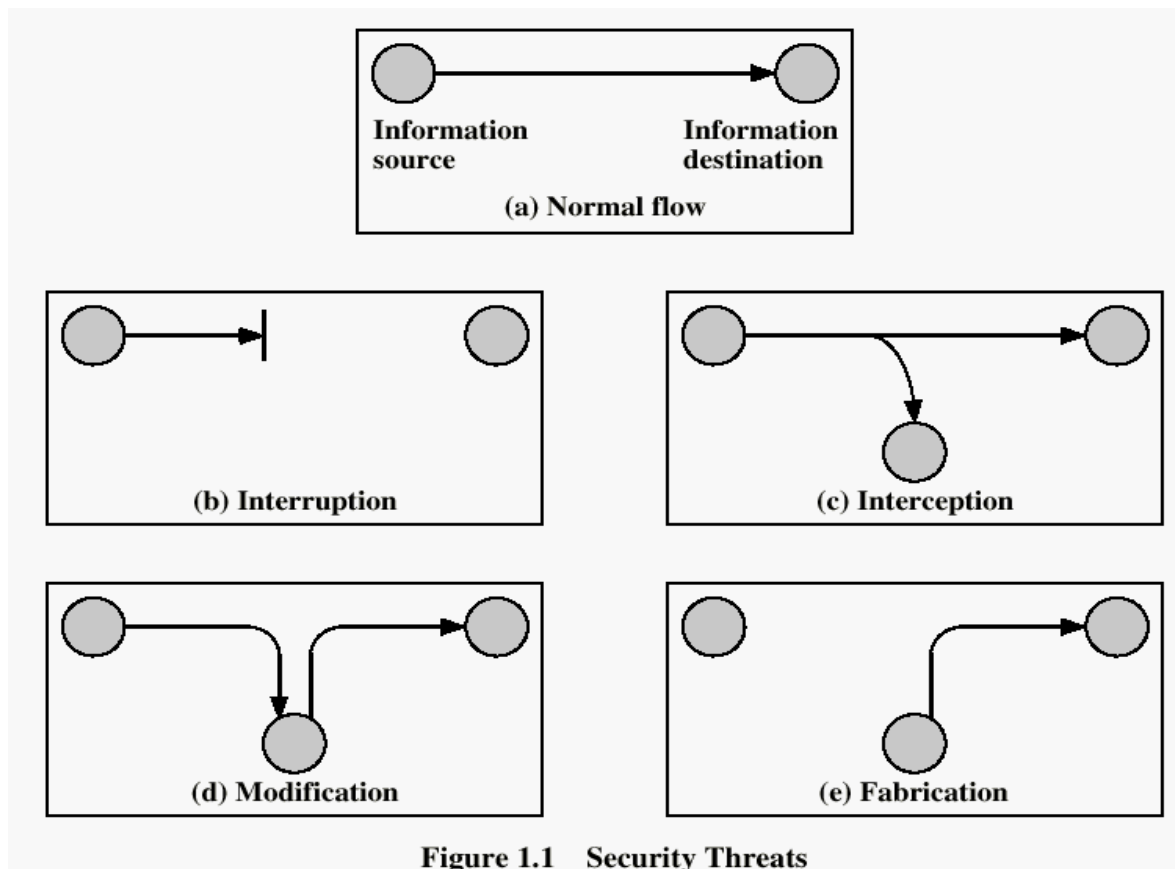 Information
source
Information
destination
(a) Normal flow
(b) Interruption
(c) Interception
(d) Modification
(e) Fabrication
Figure 1.1 Security Threats